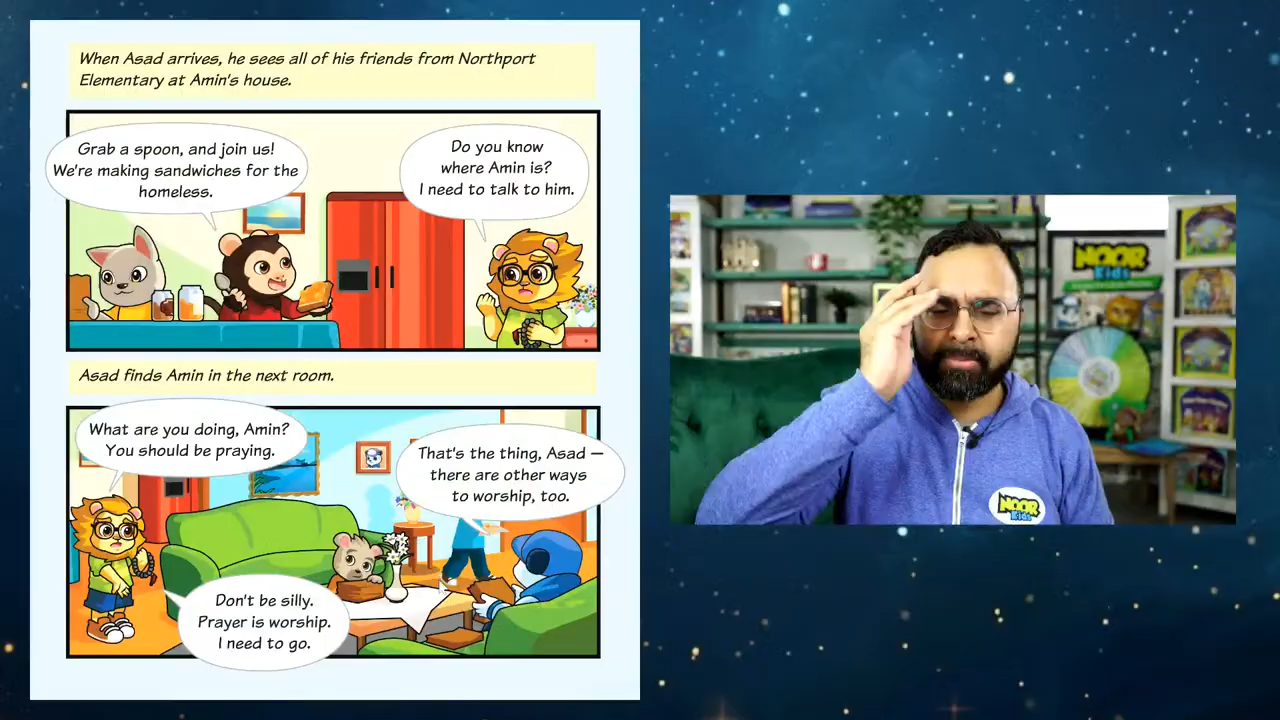 When Asad arrives, he sees all of his friends from Northport
Elementary at Amin's house.
Grab a spoon, and join us!
We're making sandwiches for the
homeless.
Do you know
where Amin is?
I need to talk to him.
Asad finds Amin in the next room.
What are you doing, Amin?
You should be praying.
That's the thing, Asad —
there are other ways
to worship, too.
Don't be silly.
Prayer is worship.
I need to go.
NOOR
Kids
NOOR
Kids